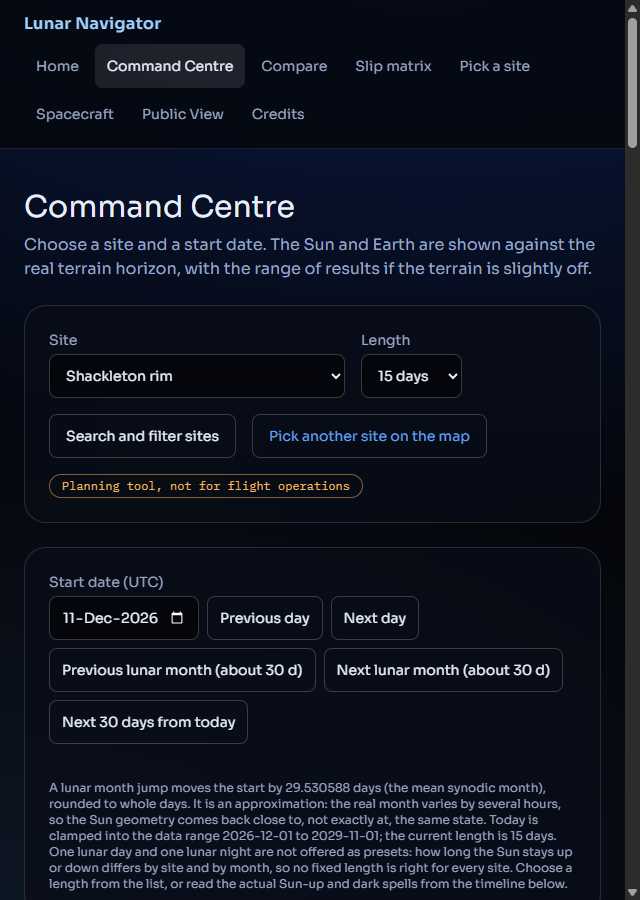 Lunar Navigator
Home Command Centre Compare Slip matrix Pick a site
Spacecraft Public View Credits
Command Centre
Choose a site and a start date. The Sun and Earth are shown against the
real terrain horizon, with the range of results if the terrain is slightly off.
Site Length
Shackleton rim 15 days
Search and filter sites Pick another site on the map
Planning tool, not for flight operations
Start date (UTC)
11-Dec-2026 Previous day Next day
Previous lunar month (about 30 d) Next lunar month (about 30 d)
Next 30 days from today
A lunar month jump moves the start by 29.530588 days (the mean synodic month),
rounded to whole days. It is an approximation: the real month varies by several hours,
so the Sun geometry comes back close to, not exactly at, the same state. Today is
clamped into the data range 2026-12-01 to 2029-11-01; the current length is 15 days.
One lunar day and one lunar night are not offered as presets: how long the Sun stays up
or down differs by site and by month, so no fixed length is right for every site. Choose a
length from the list, or read the actual Sun-up and dark spells from the timeline below.